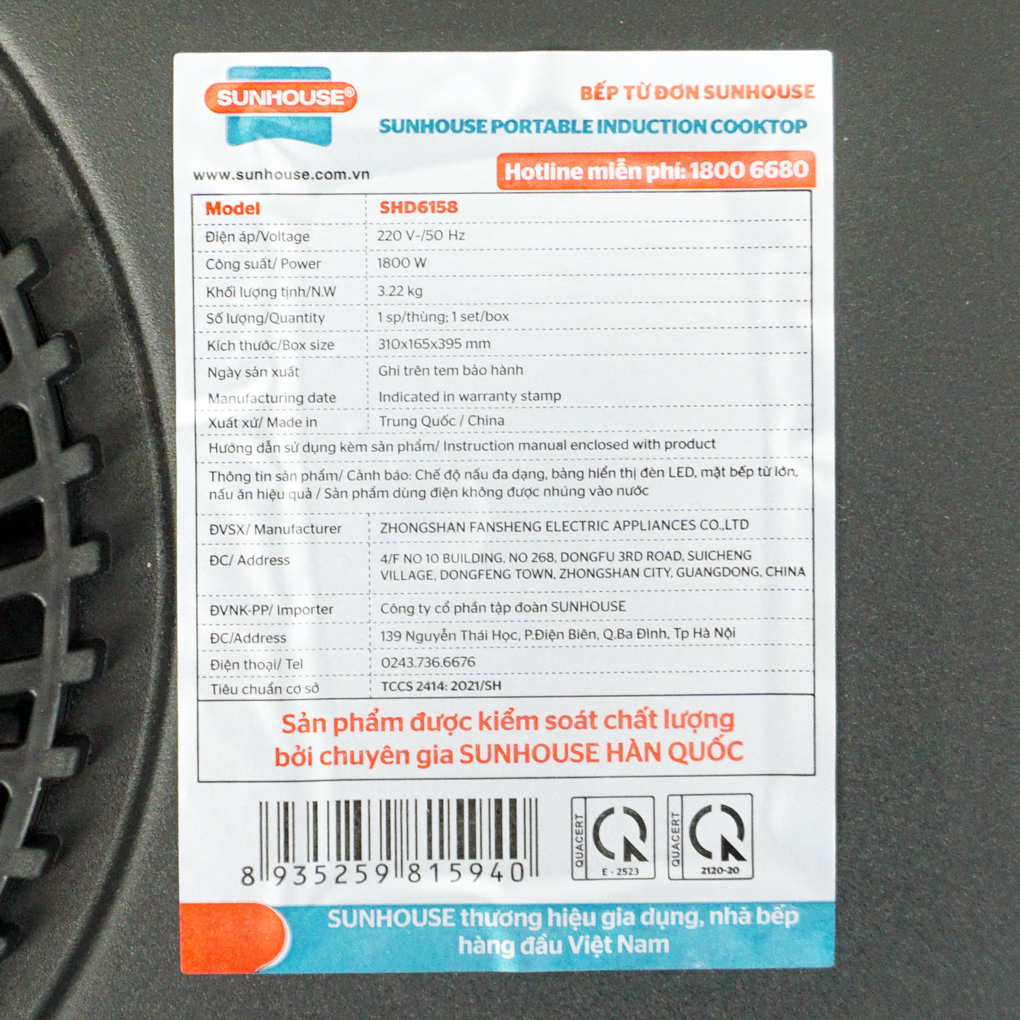 SUNHOUSE®
BẾP TỪ ĐƠN SUNHOUSE
SUNHOUSE PORTABLE INDUCTION COOKTOP
www.sunhouse.com.vn
Hotline miễn phí: 1800 6680
Model SHD6158
Điện áp/Voltage 220 V~/50 Hz
Công suất/ Power 1800 W
Khối lượng tịnh/N.W 3.22 kg
Số lượng/Quantity 1 sp/thùng; 1 set/box
Kích thước/Box size 310x165x395 mm
Ngày sản xuất Ghi trên tem bảo hành
Manufacturing date Indicated in warranty stamp
Xuất xứ/ Made in Trung Quốc / China
Hướng dẫn sử dụng kèm sản phẩm/ Instruction manual enclosed with product
Thông tin sản phẩm/ Cảnh báo: Chế độ nấu đa dạng, bảng hiển thị đèn LED, mặt bếp từ lớn,
nấu ăn hiệu quả / Sản phẩm dùng điện không được nhúng vào nước
ĐVSX/ Manufacturer ZHONGSHAN FANSHENG ELECTRIC APPLIANCES CO.,LTD
ĐC/ Address 4/F NO 10 BUILDING, NO 268, DONGFU 3RD ROAD, SUICHENG
VILLAGE, DONGFENG TOWN, ZHONGSHAN CITY, GUANGDONG, CHINA
ĐVNK-PP/ Importer Công ty cổ phần tập đoàn SUNHOUSE
ĐC/Address 139 Nguyễn Thái Học, P.Điện Biên, Q.Ba Đình, Tp Hà Nội
Điện thoại/ Tel 0243.736.6676
Tiêu chuẩn cơ sở TCCS 2414: 2021/SH
Sản phẩm được kiểm soát chất lượng
bởi chuyên gia SUNHOUSE HÀN QUỐC
8 935259 815940
QUACERT
E - 2523
QUACERT
2120-20
SUNHOUSE thương hiệu gia dụng, nhà bếp
hàng đầu Việt Nam